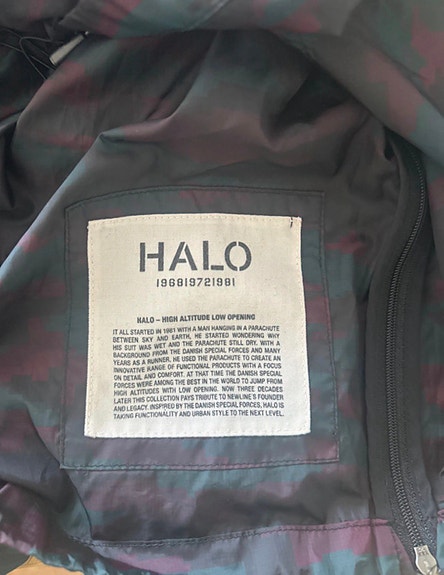 HALO
196819721981
HALO – HIGH ALTITUDE LOW OPENING
IT ALL STARTED IN 1981 WITH A MAN HANGING IN A PARACHUTE
BETWEEN SKY AND EARTH, HE STARTED WONDERING WHY
HIS SUIT WAS WET AND THE PARACHUTE STILL DRY. WITH A
BACKGROUND FROM THE DANISH SPECIAL FORCES AND MANY
YEARS AS A RUNNER, HE USED THE PARACHUTE TO CREATE AN
INNOVATIVE RANGE OF FUNCTIONAL PRODUCTS WITH A FOCUS
ON DETAIL AND COMFORT. AT THAT TIME THE DANISH SPECIAL
FORCES WERE AMONG THE BEST IN THE WORLD TO JUMP FROM
HIGH ALTITUDES WITH LOW OPENING. NOW THREE DECADES
LATER THIS COLLECTION PAYS TRIBUTE TO NEWLINE'S FOUNDER
AND LEGACY. INSPIRED BY THE DANISH SPECIAL FORCES, HALO IS
TAKING FUNCTIONALITY AND URBAN STYLE TO THE NEXT LEVEL.